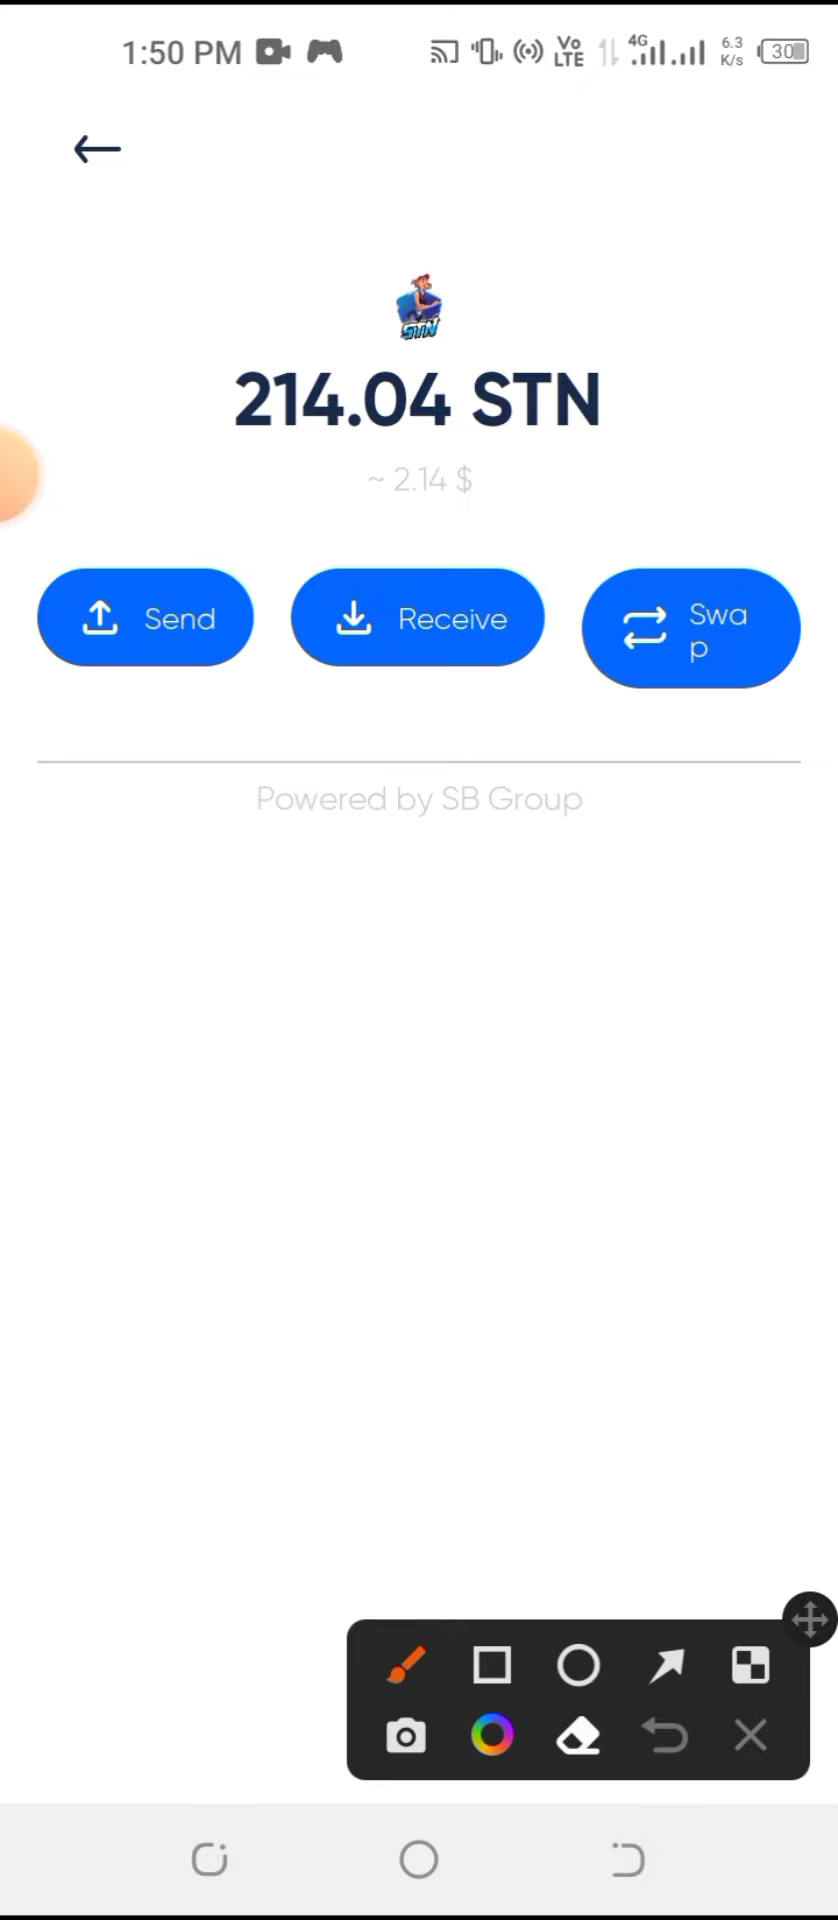 1:50 PM
Vo
LTE
4G
6.3
K/s
30
STN
214.04 STN
~ 2.14 $
Send
Receive
Swa
p
Powered by SB Group